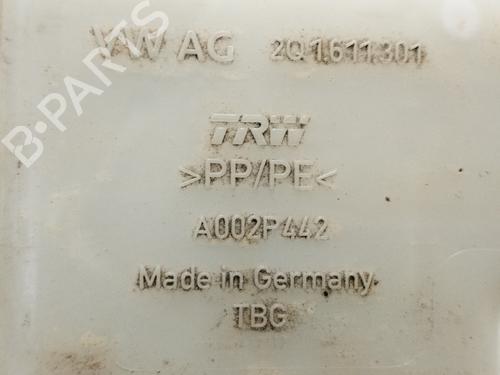 VW AG 2Q1.611.301
TRW
>PP/PE<
A002P442
Made in Germany
TBG
B-PARTS